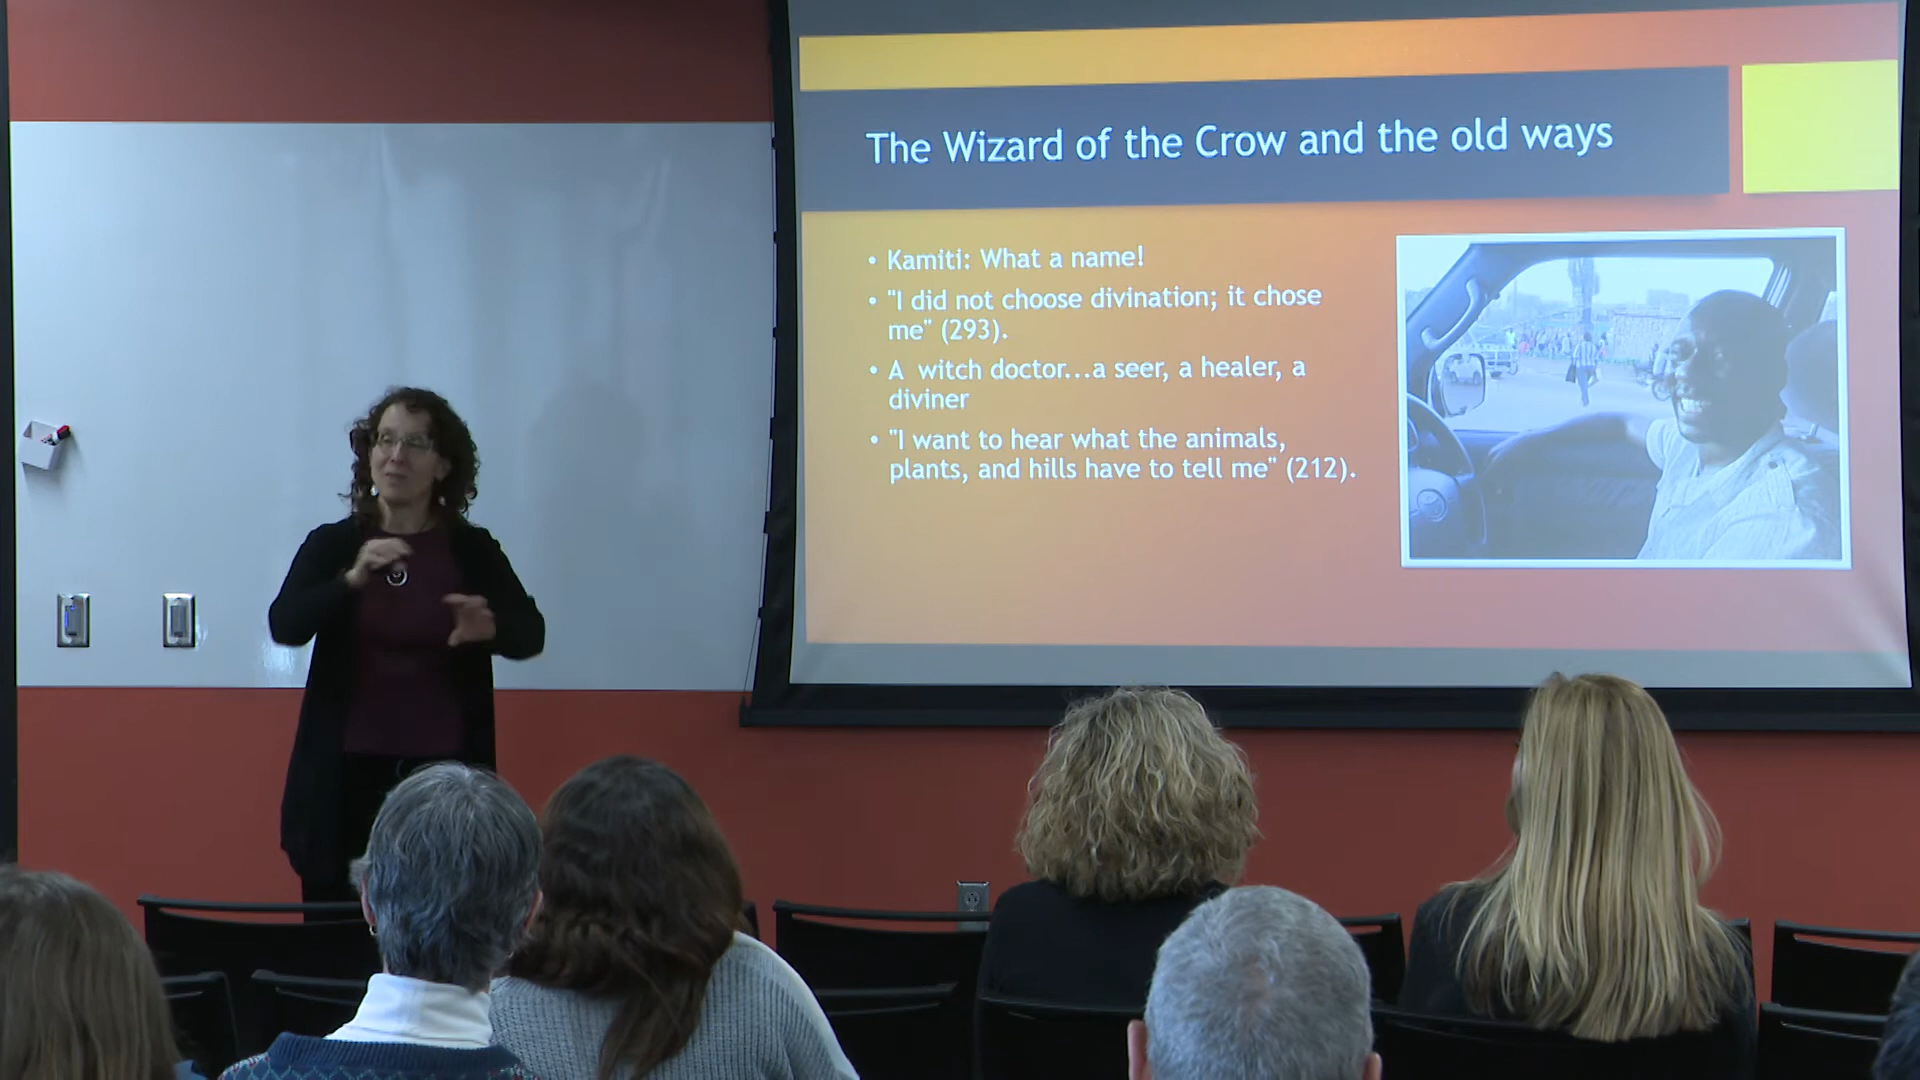 The Wizard of the Crow and the old ways
• Kamiti: What a name!
• "I did not choose divination; it chose
me" (293).
• A witch doctor...a seer, a healer, a
diviner
• "I want to hear what the animals,
plants, and hills have to tell me" (212).